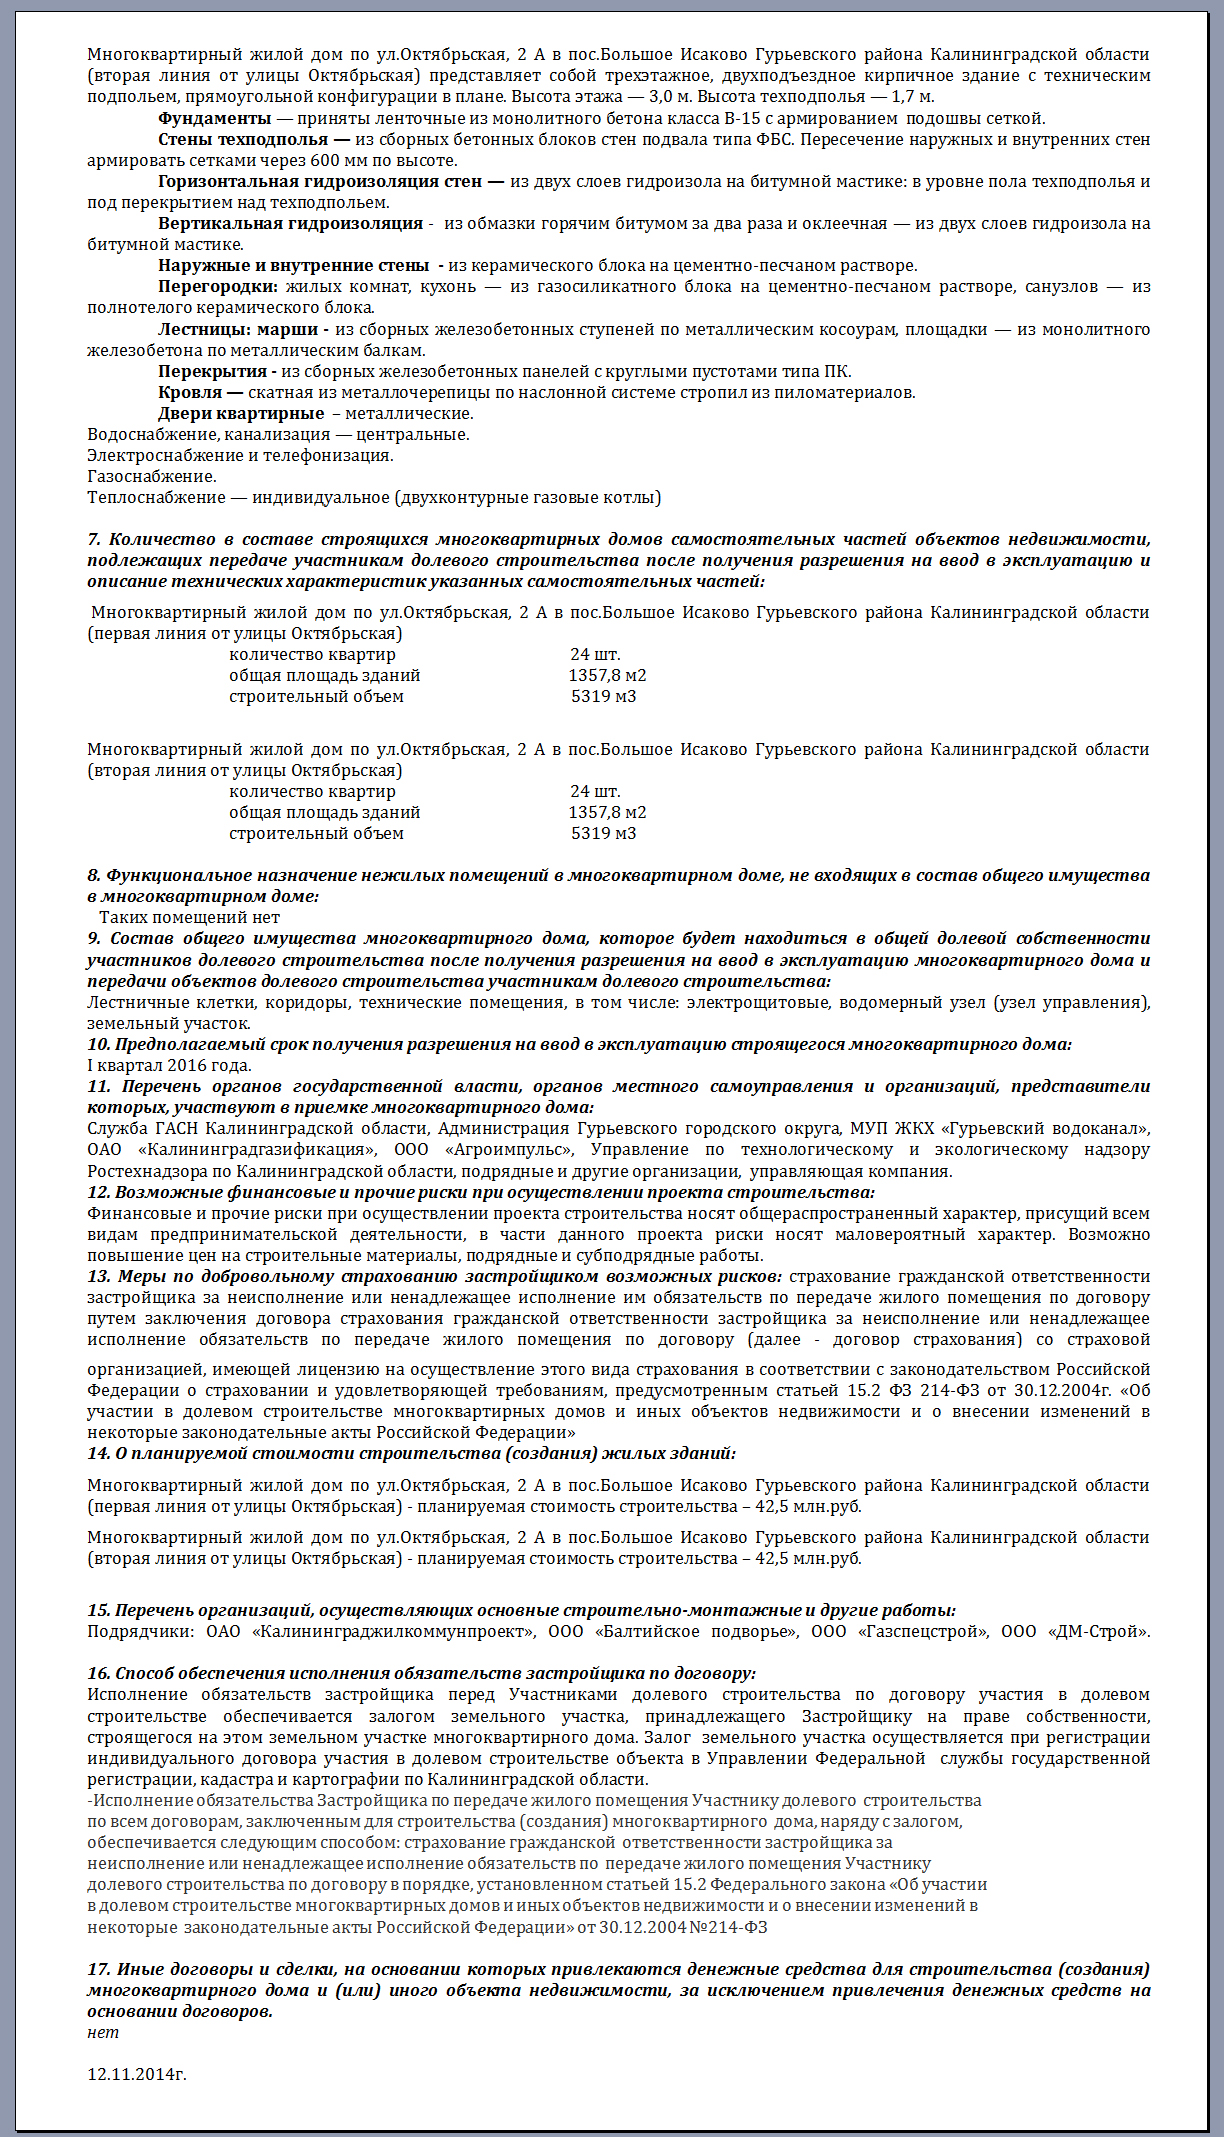 Многоквартирный жилой дом по ул.Октябрьская, 2 А в пос.Большое Исаково Гурьевского района Калининградской области
(вторая линия от улицы Октябрьская) представляет собой трехэтажное, двухподъездное кирпичное здание с техническим
подпольем, прямоугольной конфигурации в плане. Высота этажа — 3,0 м. Высота техподполья — 1,7 м.
Фундаменты — приняты ленточные из монолитного бетона класса В-15 с армированием подошвы сеткой.
Стены техподполья — из сборных бетонных блоков стен подвала типа ФБС. Пересечение наружных и внутренних стен
армировать сетками через 600 мм по высоте.
Горизонтальная гидроизоляция стен — из двух слоев гидроизола на битумной мастике: в уровне пола техподполья и
под перекрытием над техподпольем.
Вертикальная гидроизоляция - из обмазки горячим битумом за два раза и оклеечная — из двух слоев гидроизола на
битумной мастике.
Наружные и внутренние стены - из керамического блока на цементно-песчаном растворе.
Перегородки: жилых комнат, кухонь — из газосиликатного блока на цементно-песчаном растворе, санузлов — из
полнотелого керамического блока.
Лестницы: марши - из сборных железобетонных ступеней по металлическим косоурам, площадки — из монолитного
железобетона по металлическим балкам.
Перекрытия - из сборных железобетонных панелей с круглыми пустотами типа ПК.
Кровля — скатная из металлочерепицы по наслонной системе стропил из пиломатериалов.
Двери квартирные – металлические.
Водоснабжение, канализация — центральные.
Электроснабжение и телефонизация.
Газоснабжение.
Теплоснабжение — индивидуальное (двухконтурные газовые котлы)
7. Количество в составе строящихся многоквартирных домов самостоятельных частей объектов недвижимости,
подлежащих передаче участникам долевого строительства после получения разрешения на ввод в эксплуатацию и
описание технических характеристик указанных самостоятельных частей:
Многоквартирный жилой дом по ул.Октябрьская, 2 А в пос.Большое Исаково Гурьевского района Калининградской области
(первая линия от улицы Октябрьская)
количество квартир 24 шт.
общая площадь зданий 1357,8 м2
строительный объем 5319 м3
Многоквартирный жилой дом по ул.Октябрьская, 2 А в пос.Большое Исаково Гурьевского района Калининградской области
(вторая линия от улицы Октябрьская)
количество квартир 24 шт.
общая площадь зданий 1357,8 м2
строительный объем 5319 м3
8. Функциональное назначение нежилых помещений в многоквартирном доме, не входящих в состав общего имущества
в многоквартирном доме:
Таких помещений нет
9. Состав общего имущества многоквартирного дома, которое будет находиться в общей долевой собственности
участников долевого строительства после получения разрешения на ввод в эксплуатацию многоквартирного дома и
передачи объектов долевого строительства участникам долевого строительства:
Лестничные клетки, коридоры, технические помещения, в том числе: электрощитовые, водомерный узел (узел управления),
земельный участок.
10. Предполагаемый срок получения разрешения на ввод в эксплуатацию строящегося многоквартирного дома:
I квартал 2016 года.
11. Перечень органов государственной власти, органов местного самоуправления и организаций, представители
которых, участвуют в приемке многоквартирного дома:
Служба ГАСН Калининградской области, Администрация Гурьевского городского округа, МУП ЖКХ «Гурьевский водоканал»,
ОАО «Калининградгазификация», ООО «Агроимпульс», Управление по технологическому и экологическому надзору
Ростехнадзора по Калининградской области, подрядные и другие организации, управляющая компания.
12. Возможные финансовые и прочие риски при осуществлении проекта строительства:
Финансовые и прочие риски при осуществлении проекта строительства носят общераспространенный характер, присущий всем
видам предпринимательской деятельности, в части данного проекта риски носят маловероятный характер. Возможно
повышение цен на строительные материалы, подрядные и субподрядные работы.
13. Меры по добровольному страхованию застройщиком возможных рисков: страхование гражданской ответственности
застройщика за неисполнение или ненадлежащее исполнение им обязательств по передаче жилого помещения по договору
путем заключения договора страхования гражданской ответственности застройщика за неисполнение или ненадлежащее
исполнение обязательств по передаче жилого помещения по договору (далее - договор страхования) со страховой
организацией, имеющей лицензию на осуществление этого вида страхования в соответствии с законодательством Российской
Федерации о страховании и удовлетворяющей требованиям, предусмотренным статьей 15.2 ФЗ 214-ФЗ от 30.12.2004г. «Об
участии в долевом строительстве многоквартирных домов и иных объектов недвижимости и о внесении изменений в
некоторые законодательные акты Российской Федерации»
14. О планируемой стоимости строительства (создания) жилых зданий:
Многоквартирный жилой дом по ул.Октябрьская, 2 А в пос.Большое Исаково Гурьевского района Калининградской области
(первая линия от улицы Октябрьская) - планируемая стоимость строительства – 42,5 млн.руб.
Многоквартирный жилой дом по ул.Октябрьская, 2 А в пос.Большое Исаково Гурьевского района Калининградской области
(вторая линия от улицы Октябрьская) - планируемая стоимость строительства – 42,5 млн.руб.
15. Перечень организаций, осуществляющих основные строительно-монтажные и другие работы:
Подрядчики: ОАО «Калининграджилкоммунпроект», ООО «Балтийское подворье», ООО «Газспецстрой», ООО «ДМ-Строй».
16. Способ обеспечения исполнения обязательств застройщика по договору:
Исполнение обязательств застройщика перед Участниками долевого строительства по договору участия в долевом
строительстве обеспечивается залогом земельного участка, принадлежащего Застройщику на праве собственности,
строящегося на этом земельном участке многоквартирного дома. Залог земельного участка осуществляется при регистрации
индивидуального договора участия в долевом строительстве объекта в Управлении Федеральной службы государственной
регистрации, кадастра и картографии по Калининградской области.
-Исполнение обязательства Застройщика по передаче жилого помещения Участнику долевого строительства
по всем договорам, заключенным для строительства (создания) многоквартирного дома, наряду с залогом,
обеспечивается следующим способом: страхование гражданской ответственности застройщика за
неисполнение или ненадлежащее исполнение обязательств по передаче жилого помещения Участнику
долевого строительства по договору в порядке, установленном статьей 15.2 Федерального закона «Об участии
в долевом строительстве многоквартирных домов и иных объектов недвижимости и о внесении изменений в
некоторые законодательные акты Российской Федерации» от 30.12.2004 №214-ФЗ
17. Иные договоры и сделки, на основании которых привлекаются денежные средства для строительства (создания)
многоквартирного дома и (или) иного объекта недвижимости, за исключением привлечения денежных средств на
основании договоров.
нет
12.11.2014г.